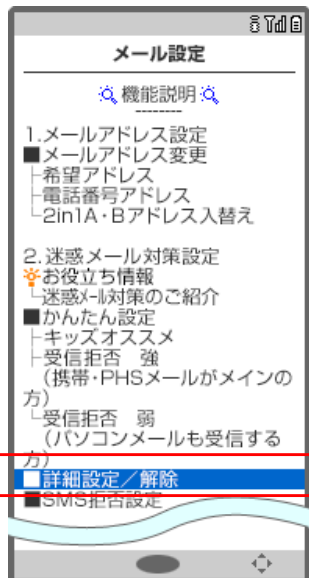 メール設定
機能説明
1.メールアドレス設定
■メールアドレス変更
├希望アドレス
├電話番号アドレス
└2in1A・Bアドレス入替え
2.迷惑メール対策設定
お役立ち情報
└迷惑メール対策のご紹介
■かんたん設定
├キッズオススメ
├受信拒否　強
(携帯・PHSメールがメインの
方)
└受信拒否　弱
(パソコンメールも受信する
方)
■詳細設定／解除
■SMS拒否設定